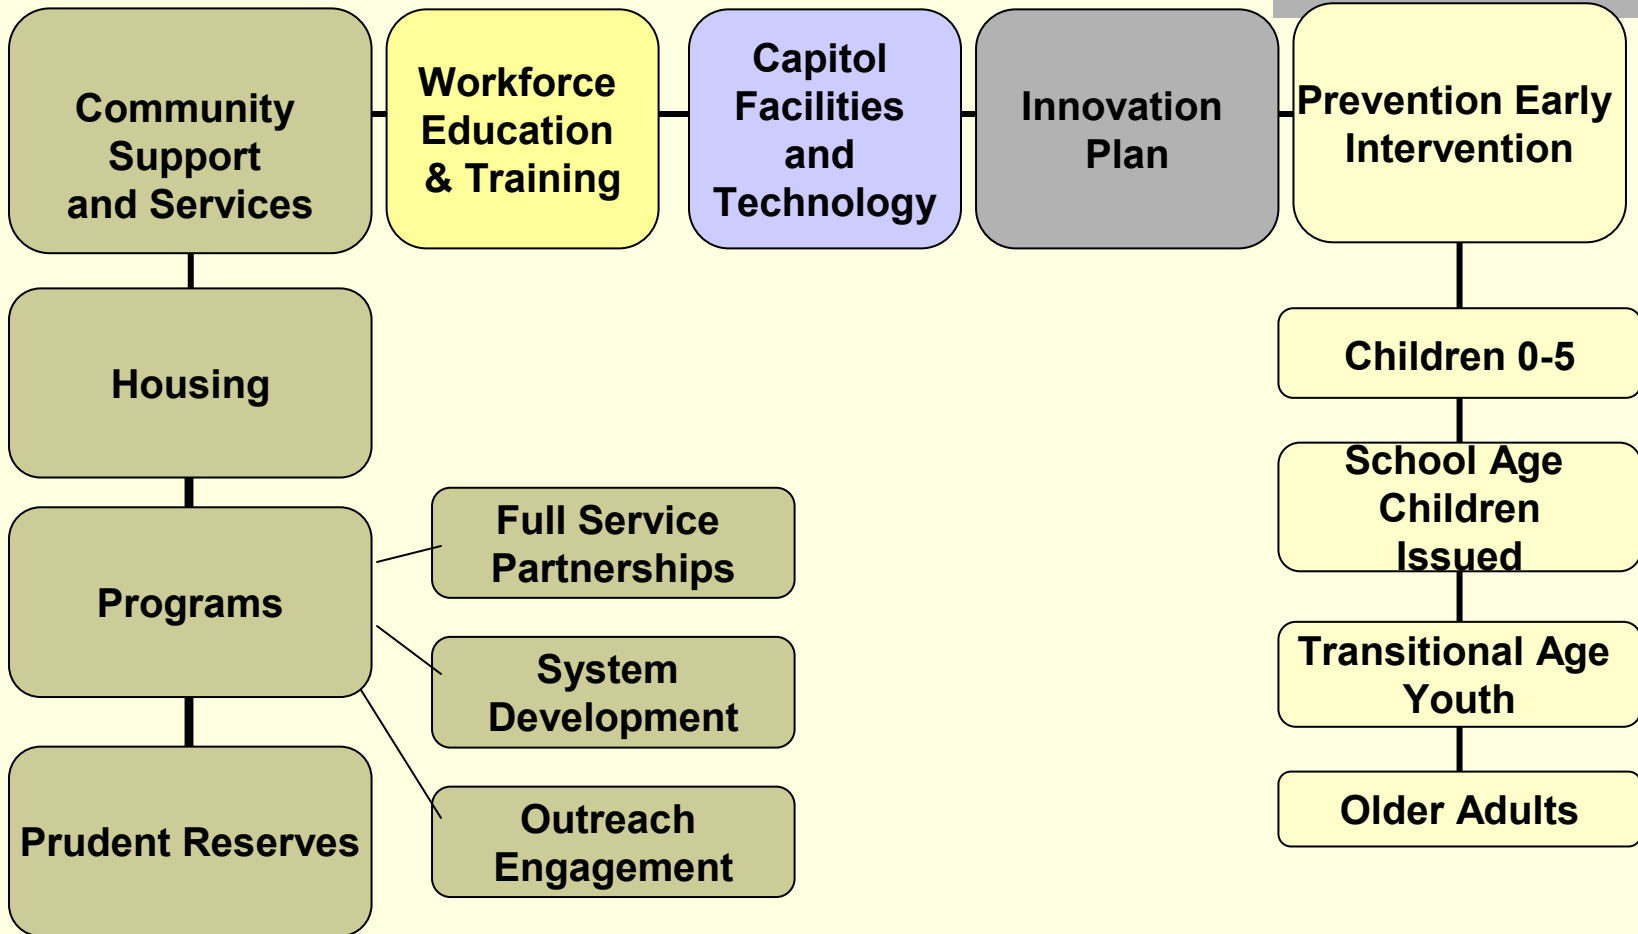 Community
Support
and Services
Workforce
Education
& Training
Capitol
Facilities
and
Technology
Innovation
Plan
Prevention Early
Intervention
Housing
Programs
Prudent Reserves
Full Service
Partnerships
System
Development
Outreach
Engagement
Children 0-5
School Age
Children
Issued
Transitional Age
Youth
Older Adults